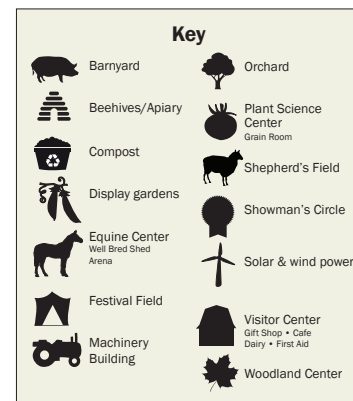 Key
Barnyard
Beehives/Apiary
Compost
Display gardens
Equine Center
Well Bred Shed
Arena
Festival Field
Machinery
Building
Orchard
Plant Science
Center
Grain Room
Shepherd's Field
Showman's Circle
Solar & wind power
Visitor Center
Gift Shop • Cafe
Dairy • First Aid
Woodland Center